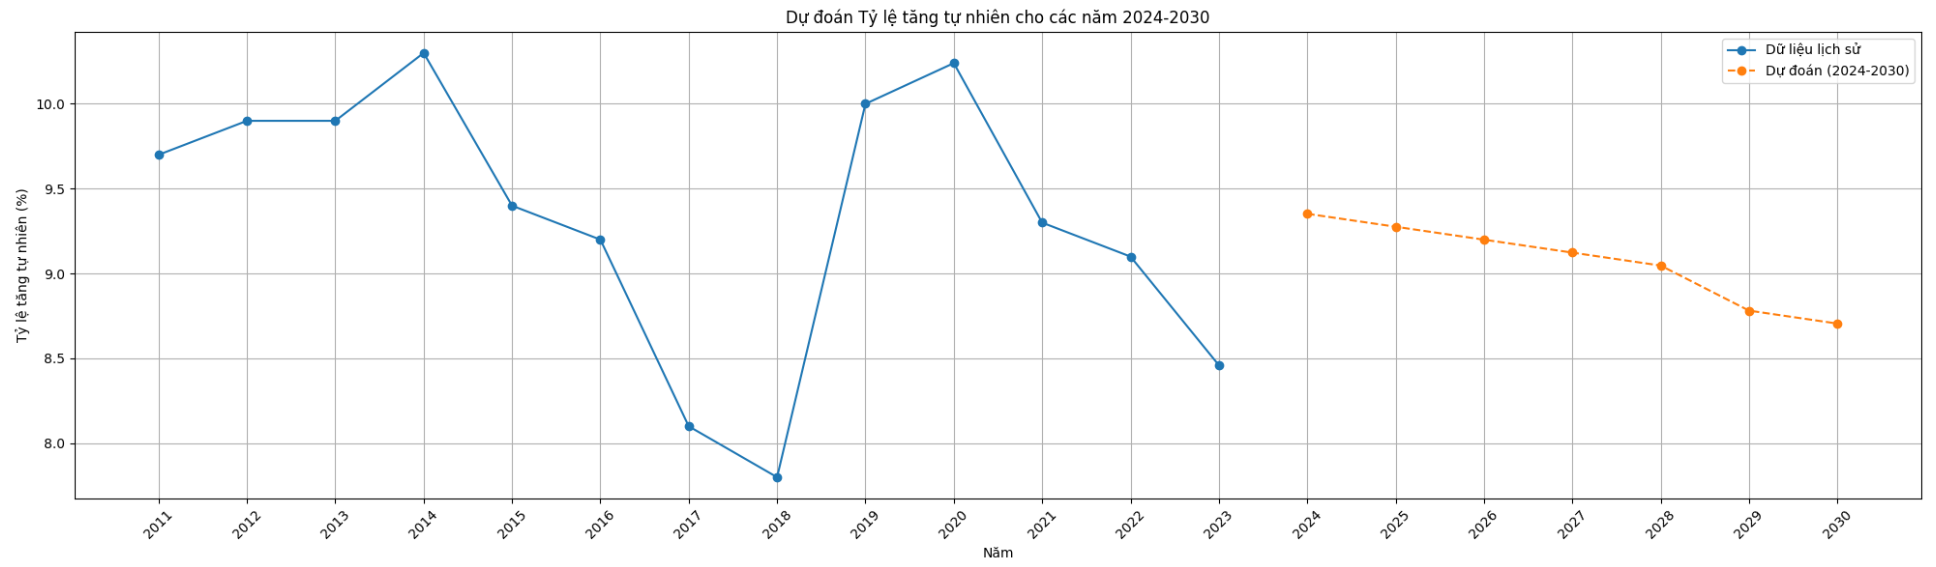 Dự đoán Tỷ lệ tăng tự nhiên cho các năm 2024-2030
Dữ liệu lịch sử
Dự đoán (2024-2030)
Tỷ lệ tăng tự nhiên (%)
10.0
9.5
9.0
8.5
8.0
2011 2012 2013 2014 2015 2016 2017 2018 2019 2020 2021 2022 2023 2024 2025 2026 2027 2028 2029 2030
Năm